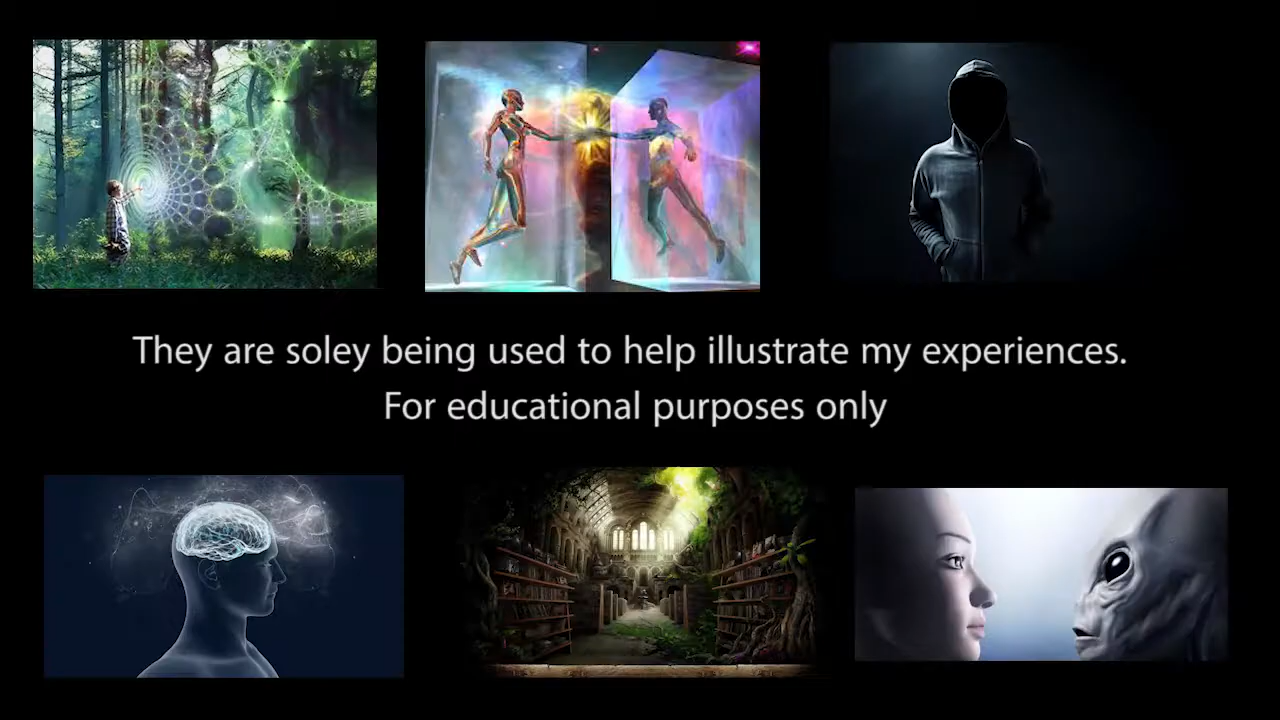 They are soley being used to help illustrate my experiences.
For educational purposes only